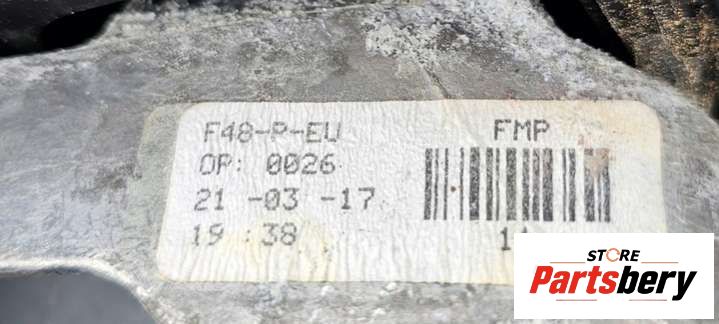 F48-P-EU
OP: 0026
21 -03 -17
19 :38
FMP
STORE
Partsbery